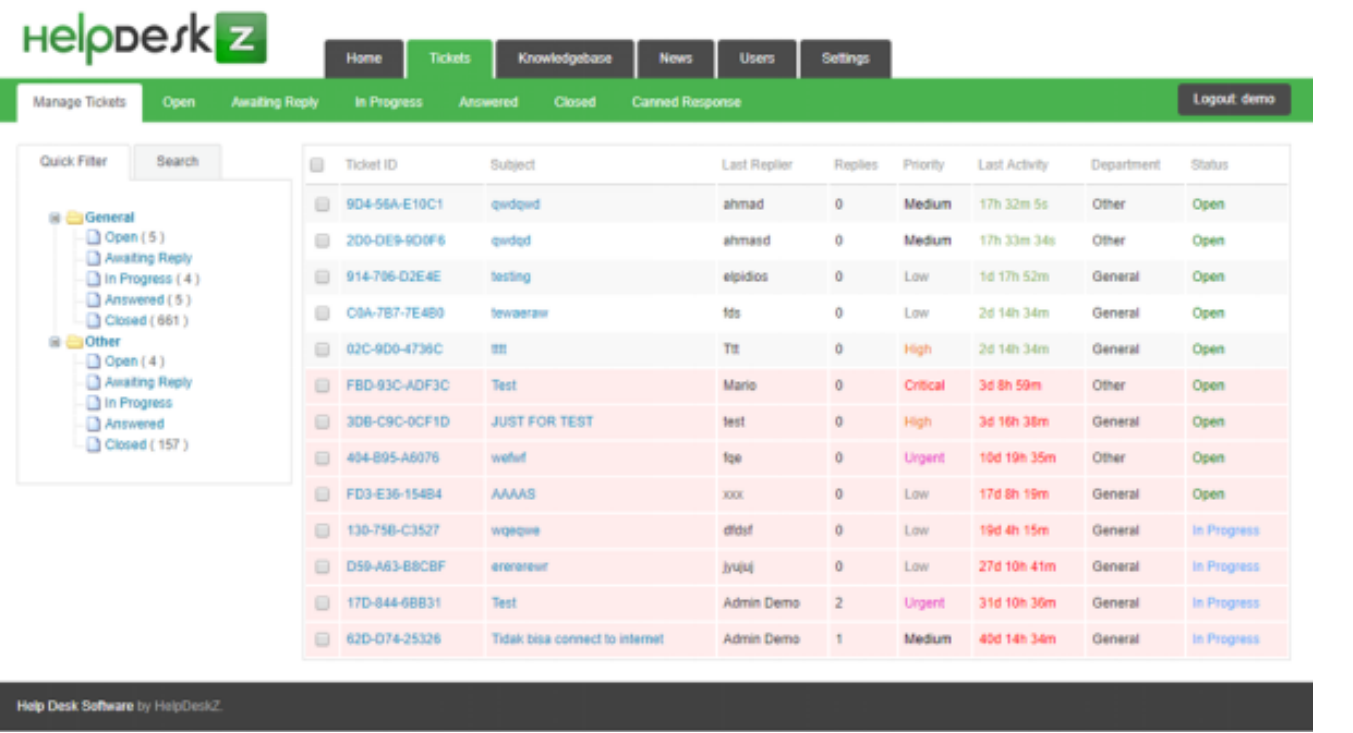 HelpDeskZ
Home Tickets Knowledgebase News Users Settings
Manage Tickets Open Awaiting Reply In Progress Answered Closed Canned Response Logout: demo
Quick Filter Search
General
Open ( 5 )
Awaiting Reply
In Progress ( 4 )
Answered ( 5 )
Closed ( 661 )
Other
Open ( 4 )
Awaiting Reply
In Progress
Answered
Closed ( 157 )
Ticket ID Subject Last Replier Replies Priority Last Activity Department Status
9D4-56A-E10C1 qwdqwd ahmad 0 Medium 17h 32m 5s Other Open
2D0-DE9-9D0F6 qwdqd ahmasd 0 Medium 17h 33m 34s Other Open
914-706-D2E4E testing elpidios 0 Low 1d 17h 52m General Open
C0A-7B7-7E4B0 tewaeraw fds 0 Low 2d 14h 34m General Open
02C-9D0-4736C tttt Ttt 0 High 2d 14h 34m General Open
FBD-93C-ADF3C Test Mario 0 Critical 3d 8h 59m Other Open
3DB-C9C-0CF1D JUST FOR TEST test 0 High 3d 16h 38m General Open
404-B95-A6076 wefwf fqe 0 Urgent 10d 19h 35m Other Open
FD3-E36-154B4 AAAAS xxx 0 Low 17d 8h 19m General Open
130-75B-C3527 wqeqwe dfdsf 0 Low 19d 4h 15m General In Progress
D59-A63-B8CBF erererewr jyujuj 0 Low 27d 10h 41m General In Progress
17D-844-6BB31 Test Admin Demo 2 Urgent 31d 10h 36m General In Progress
62D-D74-25326 Tidak bisa connect to internet Admin Demo 1 Medium 40d 14h 34m General In Progress
Help Desk Software by HelpDeskZ.